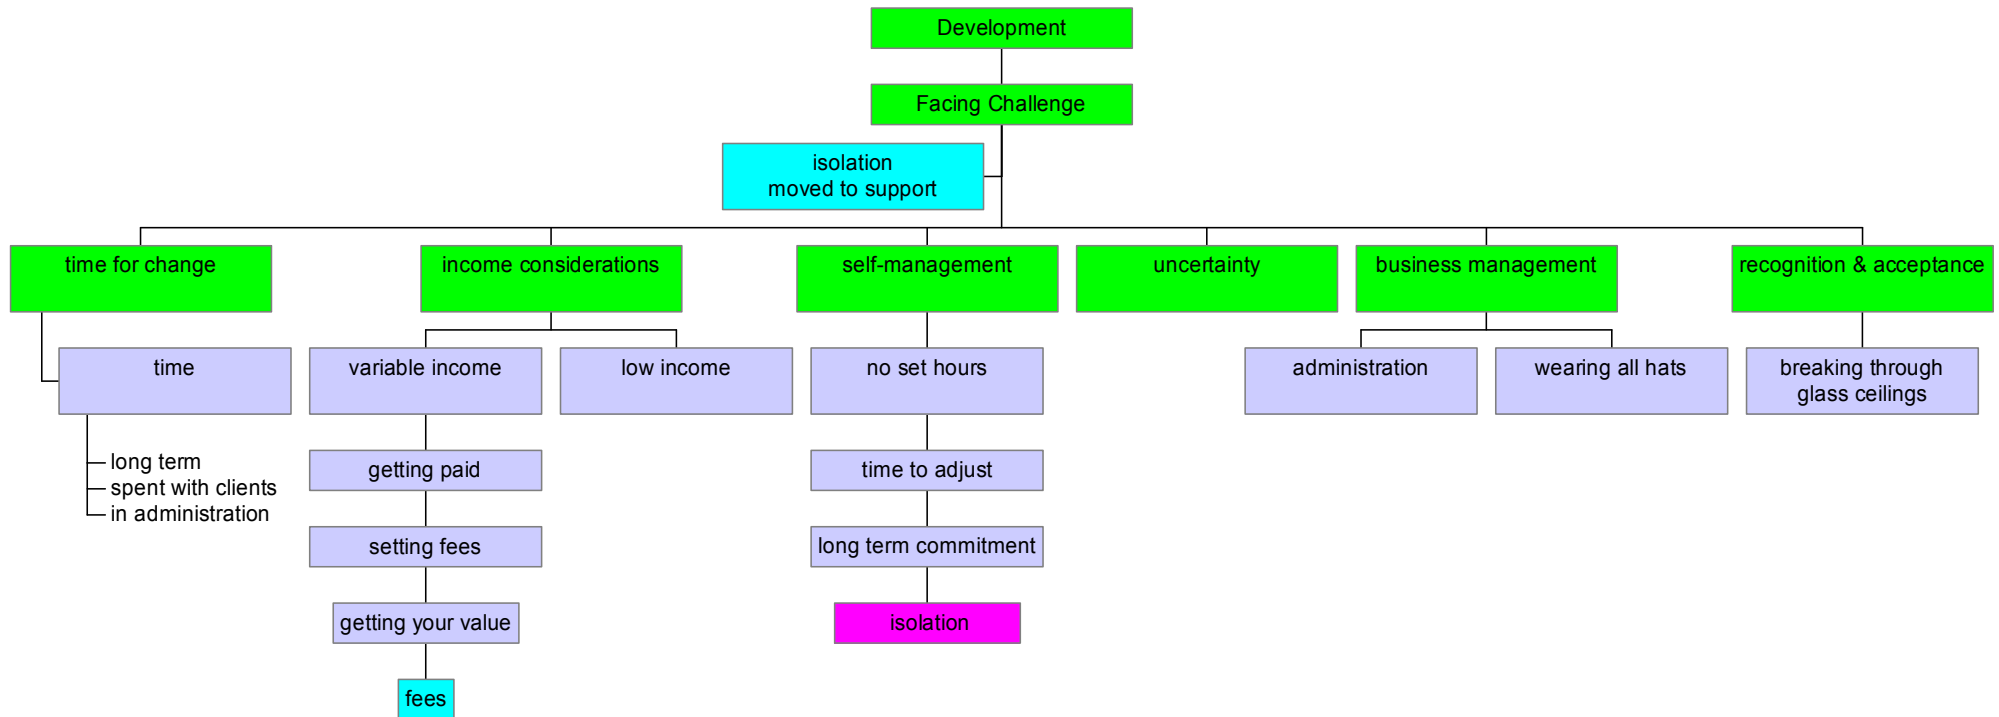 Development
Facing Challenge
isolation
moved to support
time for change
income considerations
self-management
uncertainty
business management
recognition & acceptance
time
variable income
low income
no set hours
administration
wearing all hats
breaking through
glass ceilings
long term
spent with clients
in administration
getting paid
time to adjust
setting fees
long term commitment
getting your value
isolation
fees